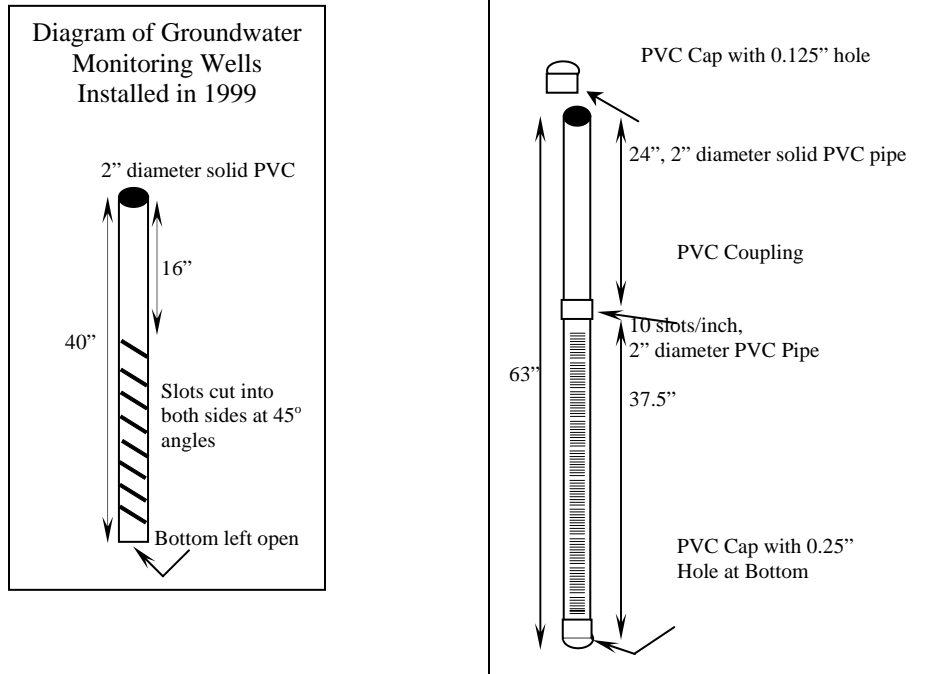 Diagram of Groundwater
Monitoring Wells
Installed in 1999
2” diameter solid PVC
16”
40”
Slots cut into
both sides at 45º
angles
Bottom left open
PVC Cap with 0.125” hole
24”, 2” diameter solid PVC pipe
PVC Coupling
10 slots/inch,
2” diameter PVC Pipe
63”
37.5”
PVC Cap with 0.25”
Hole at Bottom